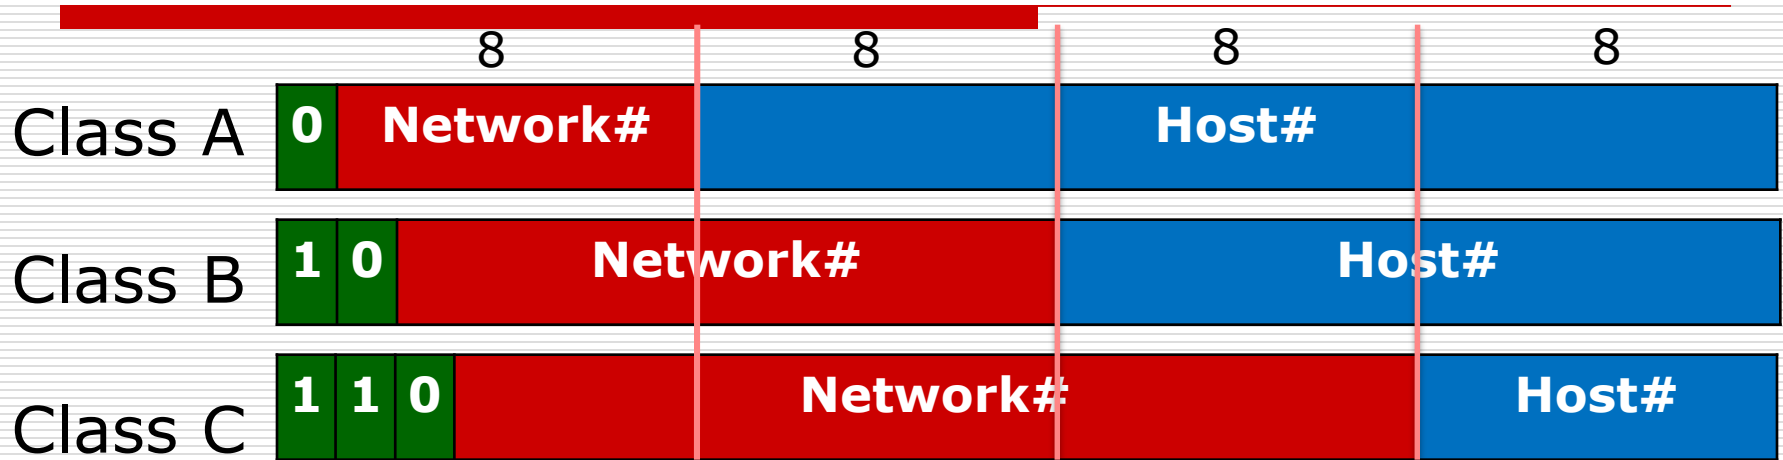 8 8 8 8
Class A 0 Network# Host#
Class B 1 0 Network# Host#
Class C 1 1 0 Network# Host#